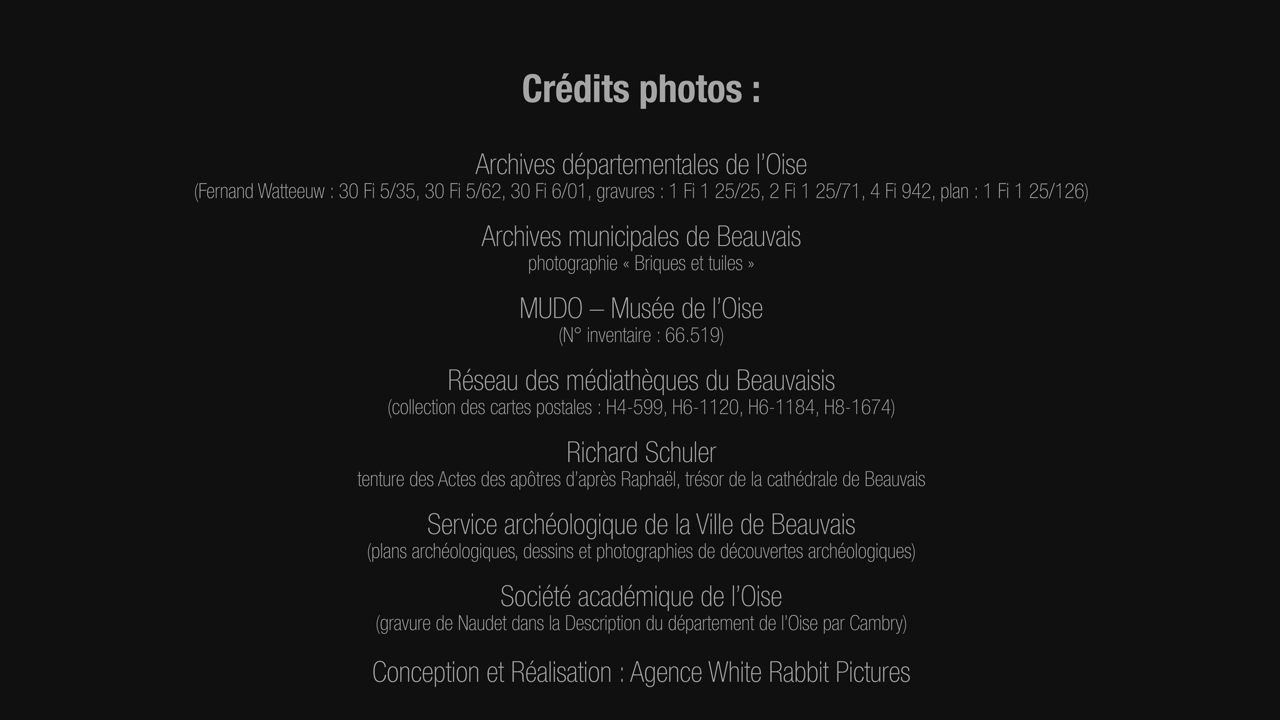 Crédits photos :
Archives départementales de l'Oise
(Fernand Watteeuw : 30 Fi 5/35, 30 Fi 5/62, 30 Fi 6/01, gravures : 1 Fi 1 25/25, 2 Fi 1 25/71, 4 Fi 942, plan : 1 Fi 1 25/126)
Archives municipales de Beauvais
photographie « Briques et tuiles »
MUDO – Musée de l'Oise
(N° inventaire : 66.519)
Réseau des médiathèques du Beauvaisis
(collection des cartes postales : H4-599, H6-1120, H6-1184, H8-1674)
Richard Schuler
tenture des Actes des apôtres d'après Raphaël, trésor de la cathédrale de Beauvais
Service archéologique de la Ville de Beauvais
(plans archéologiques, dessins et photographies de découvertes archéologiques)
Société académique de l'Oise
(gravure de Naudet dans la Description du département de l'Oise par Cambry)
Conception et Réalisation : Agence White Rabbit Pictures